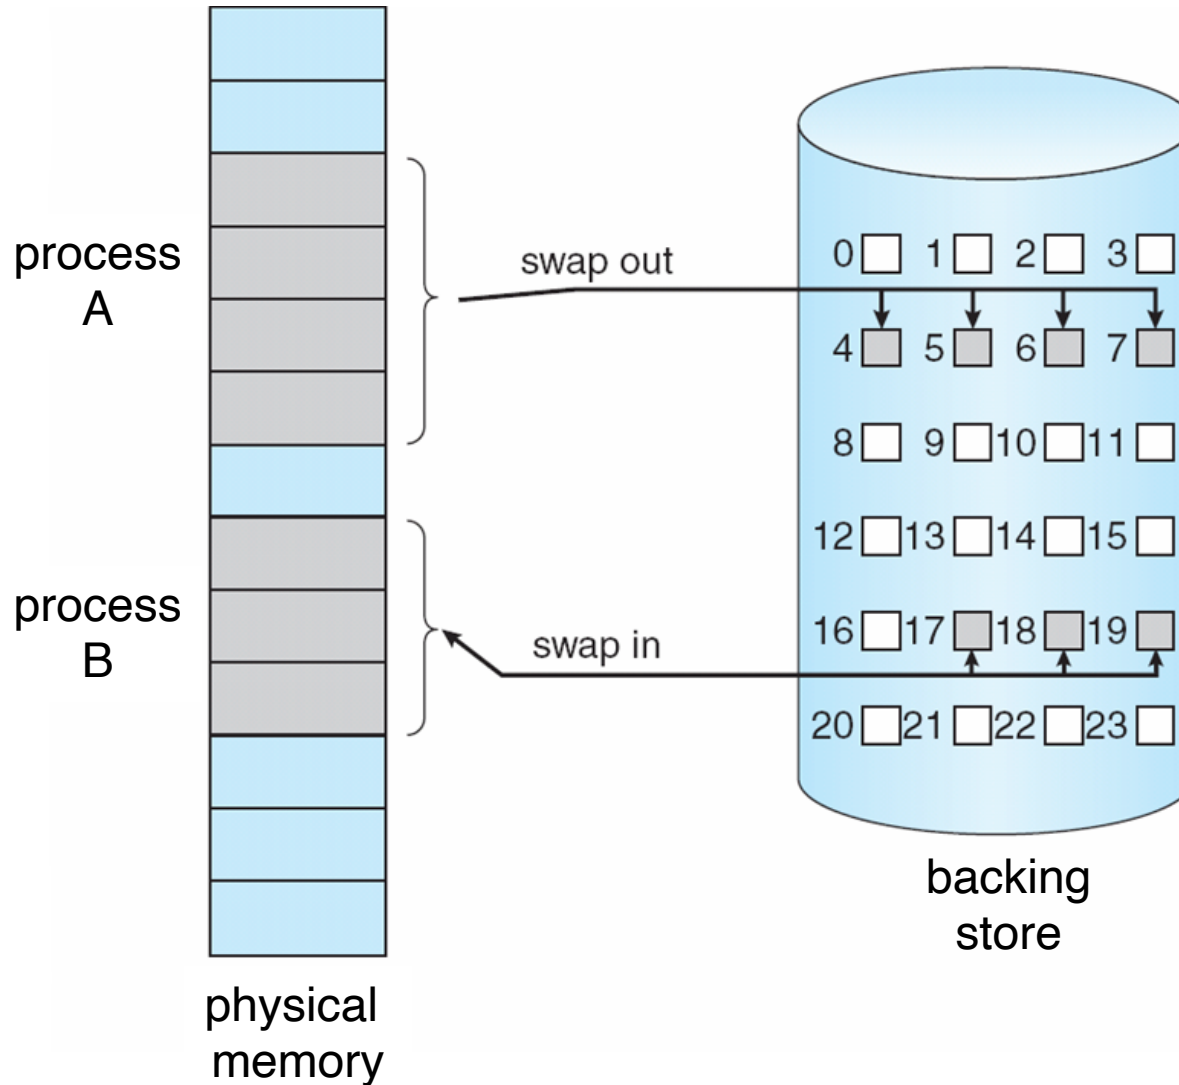 process
A
swap out
0 1 2 3
4 5 6 7
8 9 10 11
12 13 14 15
process
B
swap in
16 17 18 19
20 21 22 23
backing
store
physical
memory